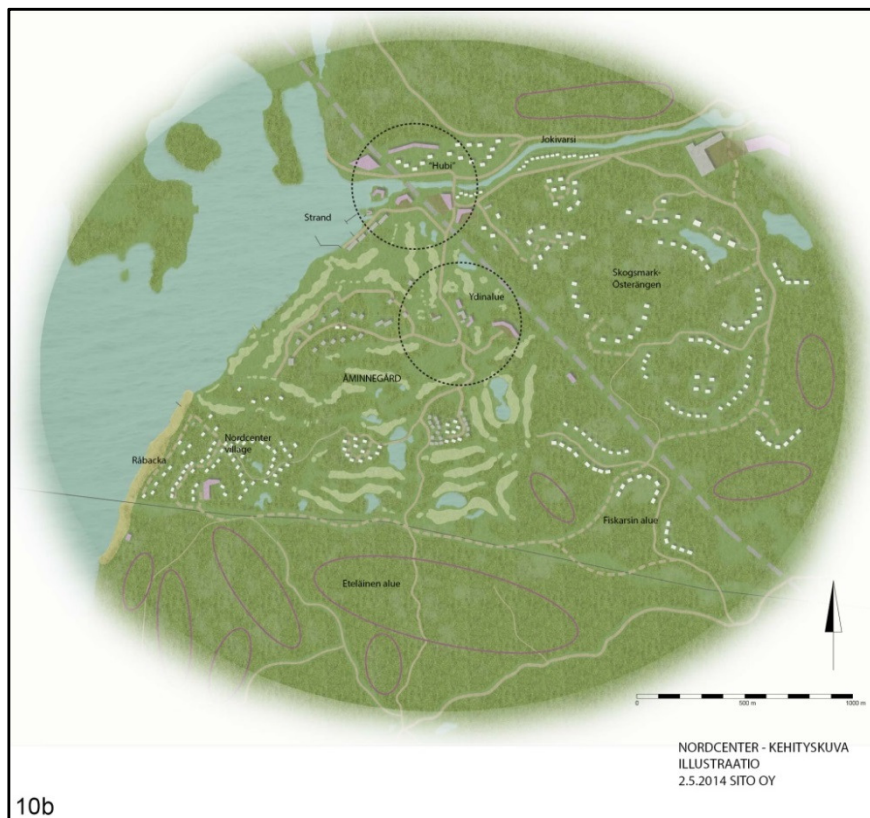 Jokivarsi
"Hubi"
Strand
Skogsmark-
Österängen
Ydinalue
ÅMINNEGÅRD
Nordcenter
village
Råbacka
Fiskarsin alue
Eteläinen alue
0 500 m 1000 m
NORDCENTER - KEHITYSKUVA
ILLUSTRAATIO
2.5.2014 SITO OY
10b